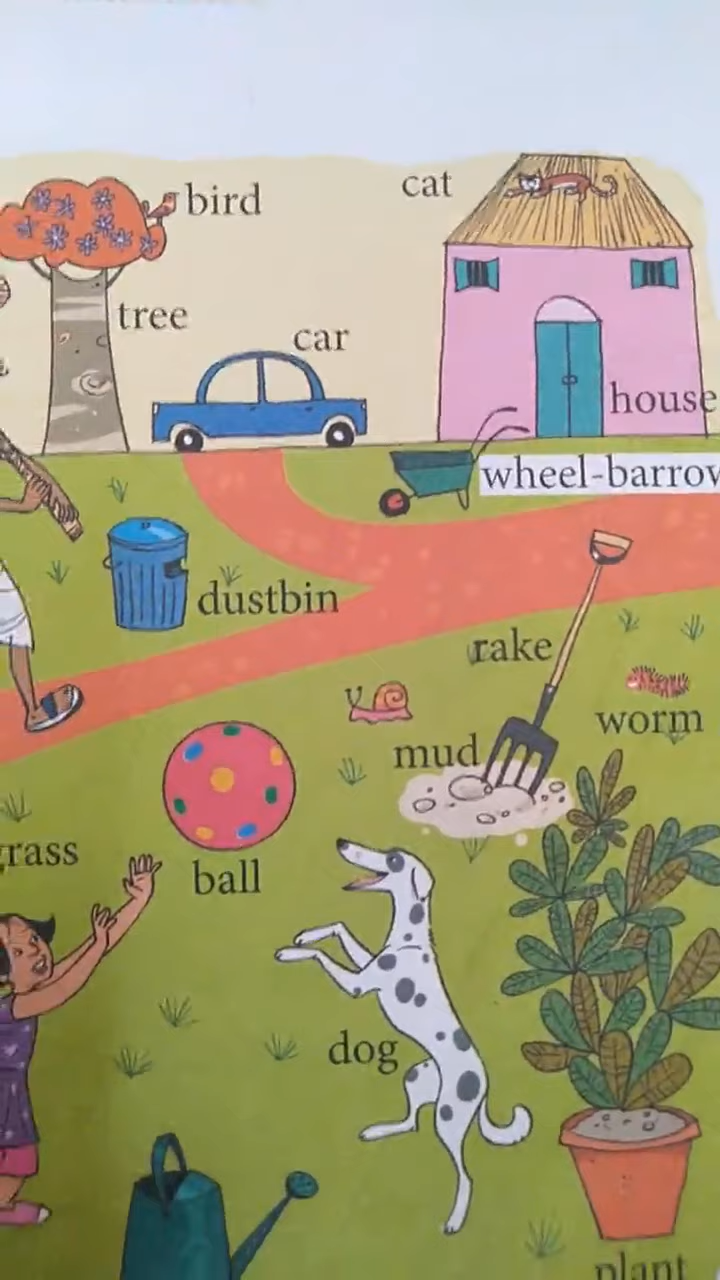 bird
cat
tree
car
house
wheel-barrow
dustbin
rake
worm
mud
grass
ball
dog
plant